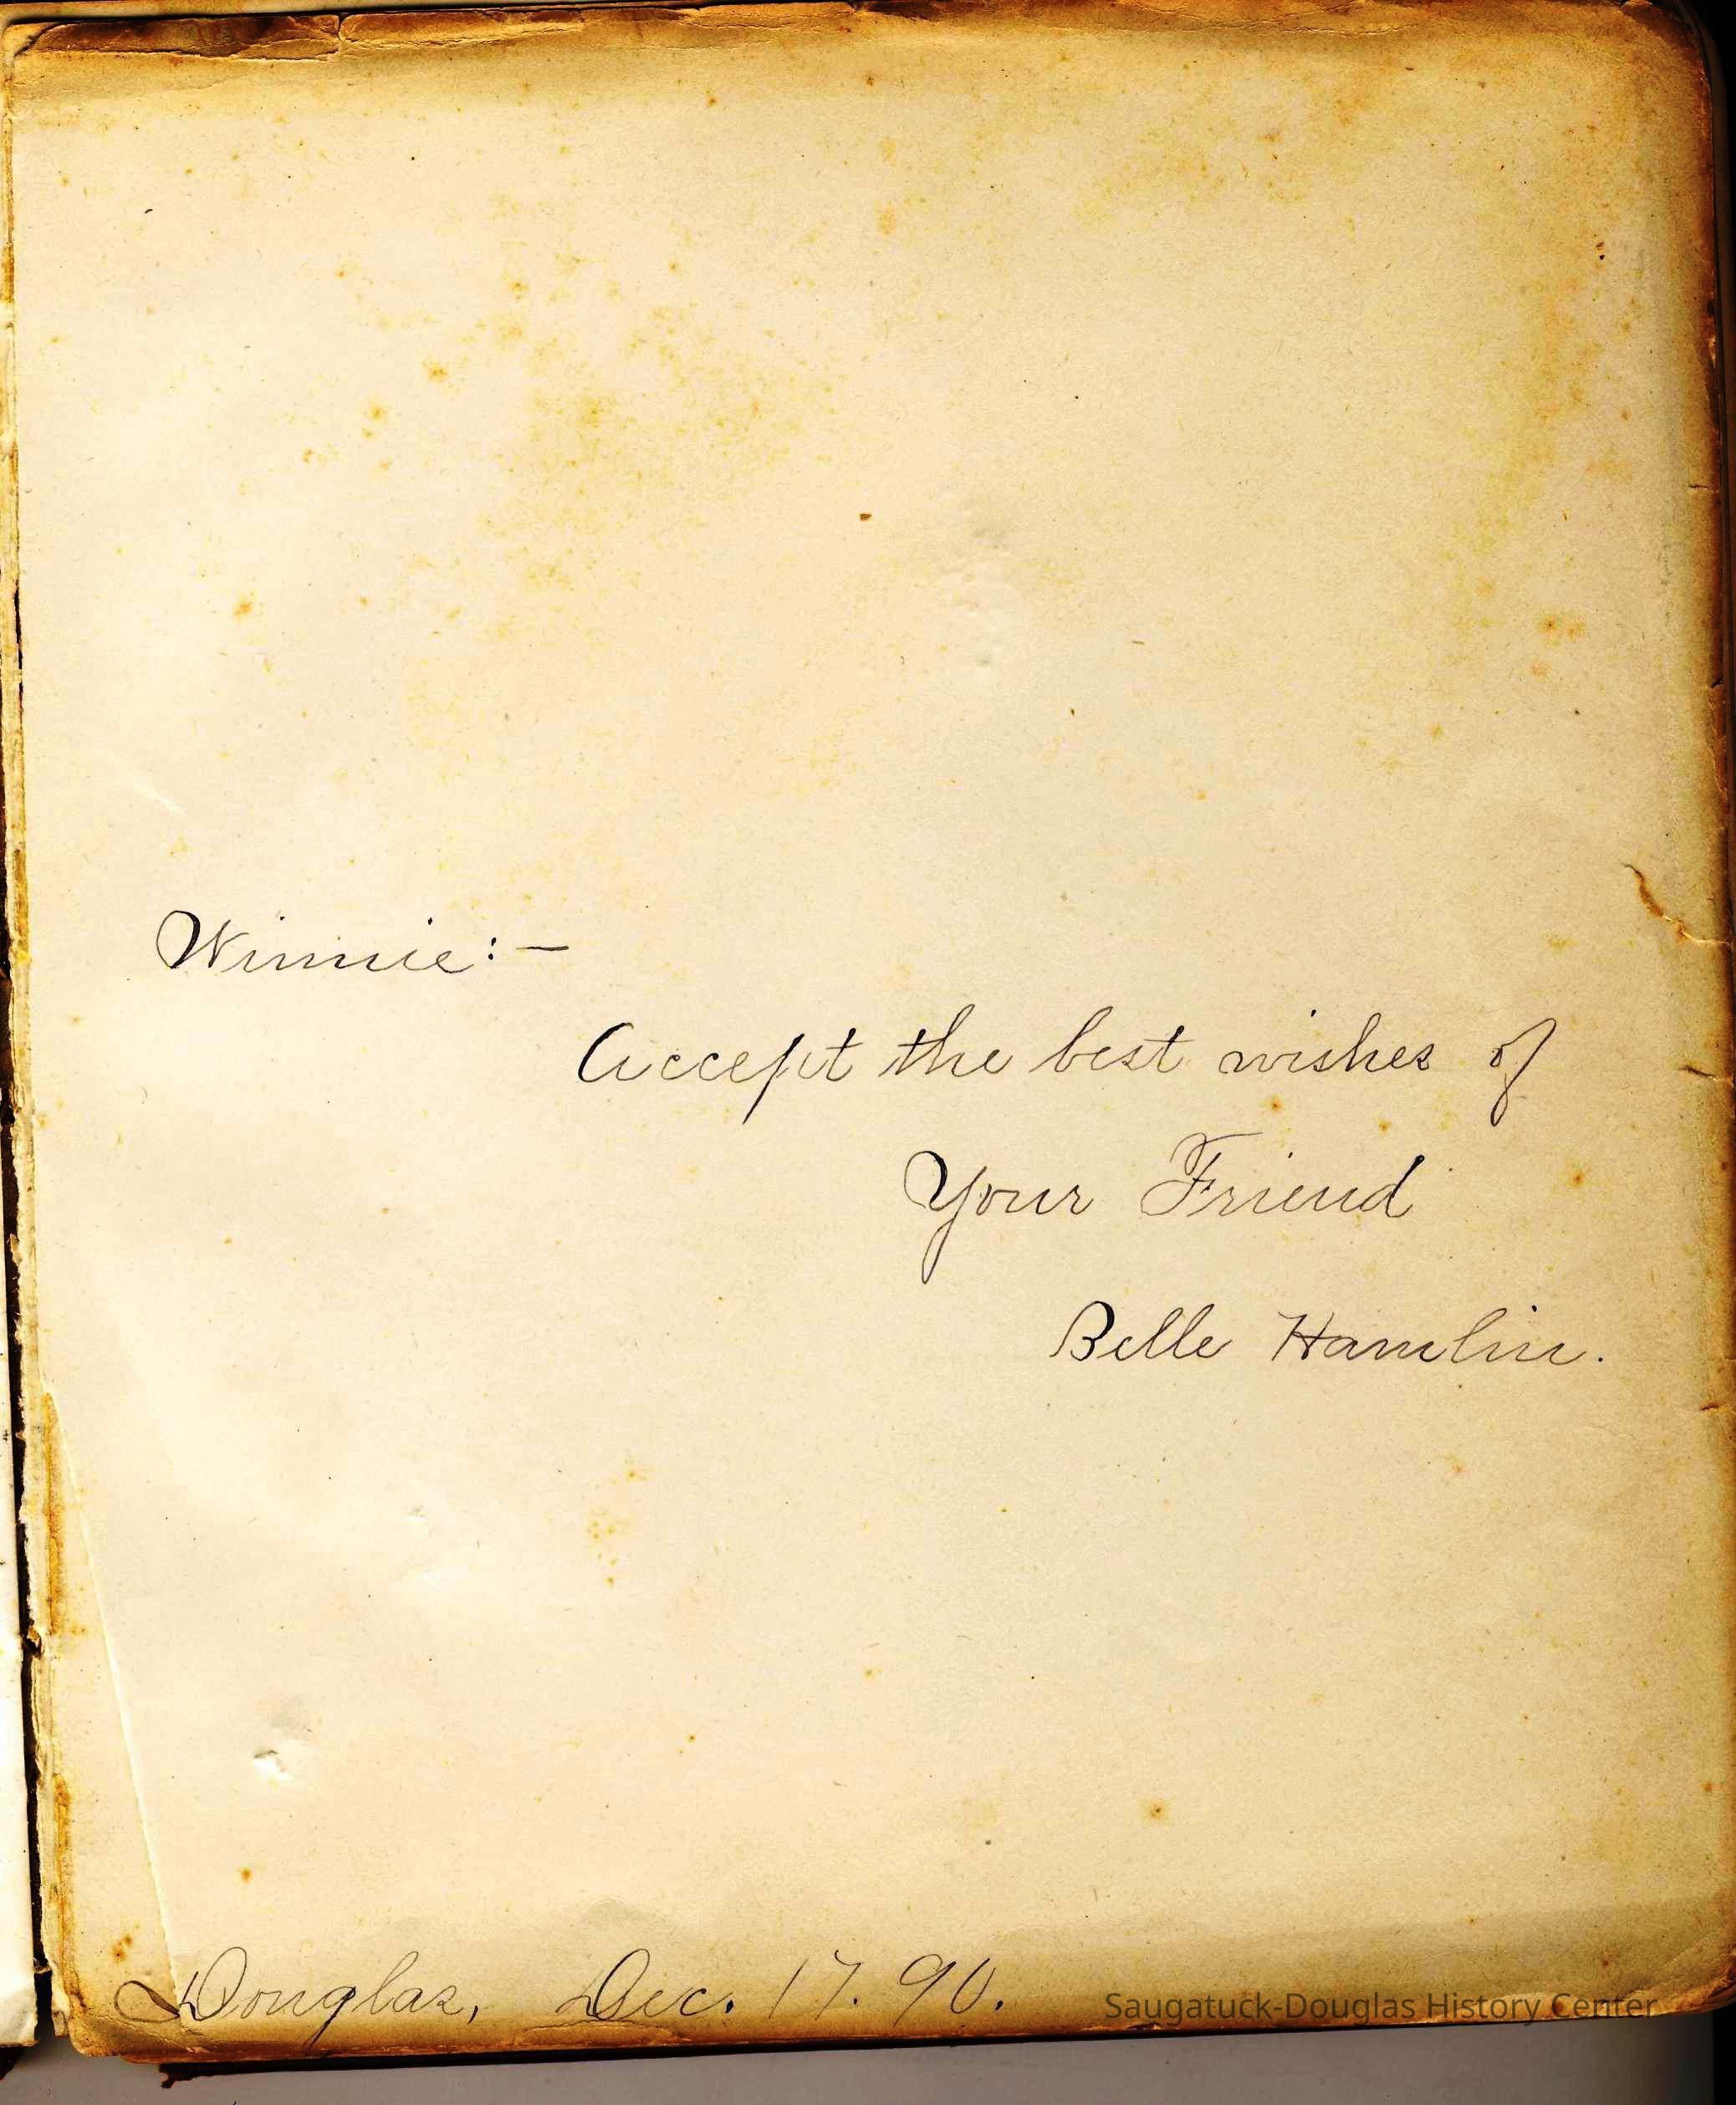 Winnie:—
Accept the best wishes of
Your Friend
Belle Hamlin.
Douglas, Dec. 17. 90.
Saugatuck-Douglas History Center